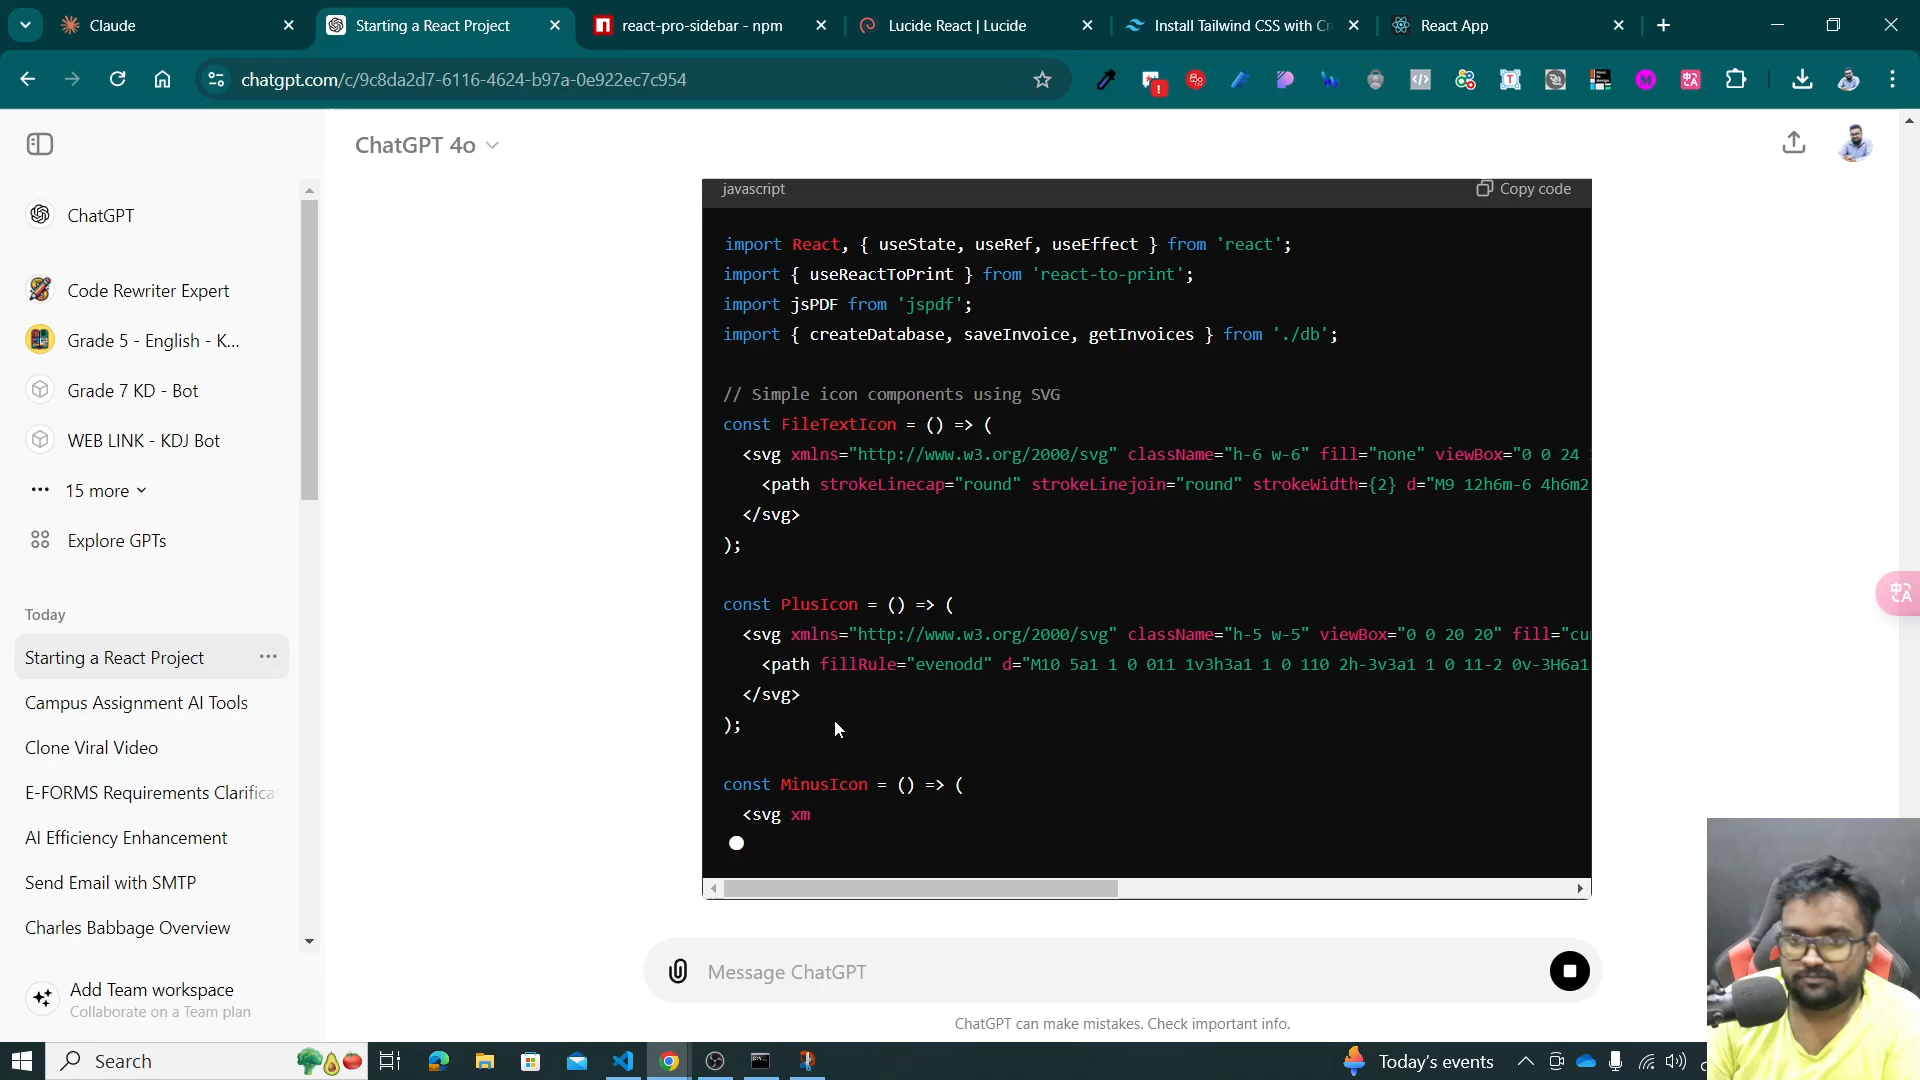 Claude
Starting a React Project
react-pro-sidebar - npm
Lucide React | Lucide
Install Tailwind CSS with Cr
React App
chatgpt.com/c/9c8da2d7-6116-4624-b97a-0e922ec7c954
ChatGPT 4o
ChatGPT
Code Rewriter Expert
Grade 5 - English - K...
Grade 7 KD - Bot
WEB LINK - KDJ Bot
15 more
Explore GPTs
Today
Starting a React Project
Campus Assignment AI Tools
Clone Viral Video
E-FORMS Requirements Clarifica
AI Efficiency Enhancement
Send Email with SMTP
Charles Babbage Overview
Add Team workspace
Collaborate on a Team plan
javascript
Copy code
import React, { useState, useRef, useEffect } from 'react';
import { useReactToPrint } from 'react-to-print';
import jsPDF from 'jspdf';
import { createDatabase, saveInvoice, getInvoices } from './db';
// Simple icon components using SVG
const FileTextIcon = () => (
<svg xmlns="http://www.w3.org/2000/svg" className="h-6 w-6" fill="none" viewBox="0 0 24
<path strokeLinecap="round" strokeLinejoin="round" strokeWidth={2} d="M9 12h6m-6 4h6m2
</svg>
);
const PlusIcon = () => (
<svg xmlns="http://www.w3.org/2000/svg" className="h-5 w-5" viewBox="0 0 20 20" fill="cu
<path fillRule="evenodd" d="M10 5a1 1 0 011 1v3h3a1 1 0 110 2h-3v3a1 1 0 11-2 0v-3H6a1
</svg>
);
const MinusIcon = () => (
<svg xm
Message ChatGPT
ChatGPT can make mistakes. Check important info.
Search
Today's events